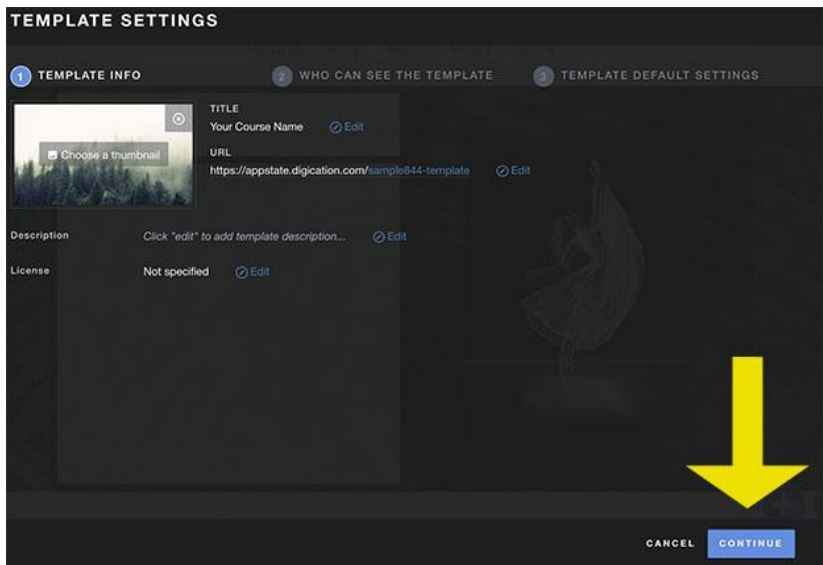 TEMPLATE SETTINGS
1 TEMPLATE INFO
2 WHO CAN SEE THE TEMPLATE
3 TEMPLATE DEFAULT SETTINGS
Choose a thumbnail
TITLE
Your Course Name Edit
URL
https://appstate.digication.com/sample844-template Edit
Description Click "edit" to add template description... Edit
License Not specified Edit
CANCEL CONTINUE